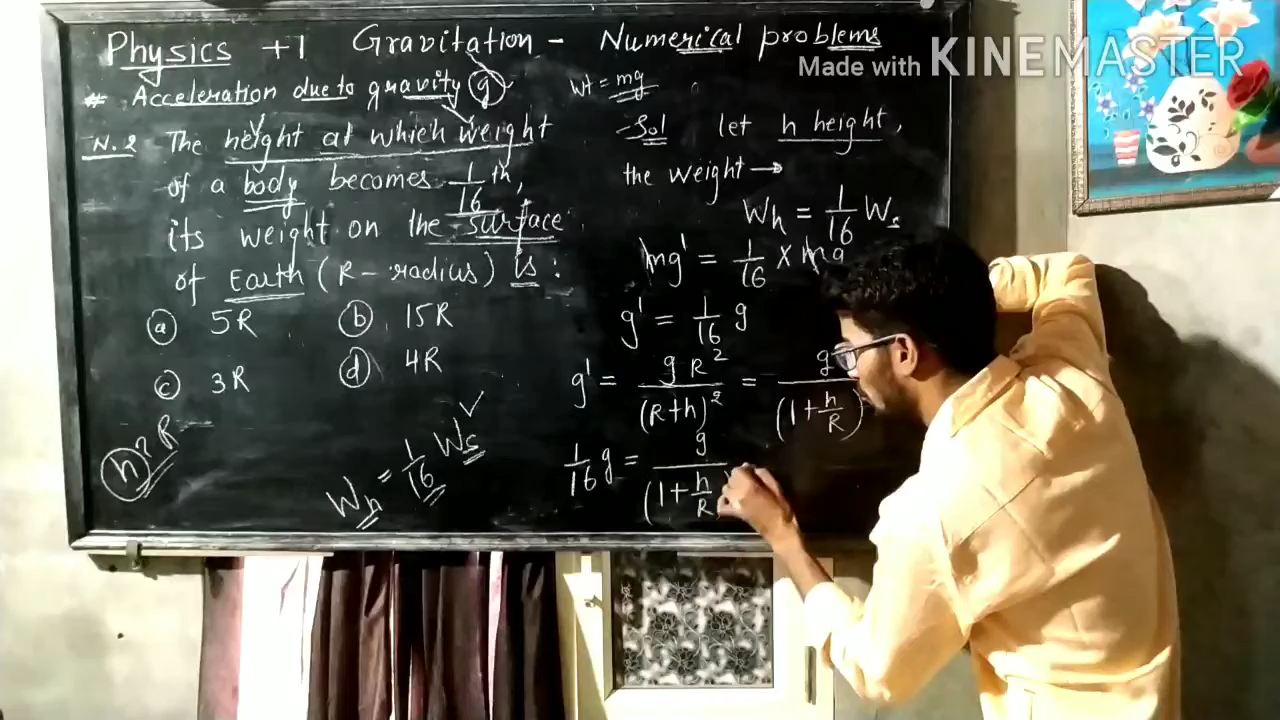 Physics +1 Gravitation - Numerical problems
Made with KINEMASTER
# Acceleration due to gravity (g)
Wt = mg
N.2 The height at which weight
of a body becomes 1/16 th,
its weight on the surface
of Earth (R - radius) is :
(a) 5R (b) 15R
(c) 3R (d) 4R
h = ? R
Wh = 1/16 Ws ✓
Sol let h height,
the weight →
Wh = 1/16 Ws
mg' = 1/16 × mg
g' = 1/16 g
g' = gR²/(R+h)² = g/(1+h/R)
1/16 g = g/(1+h/R)